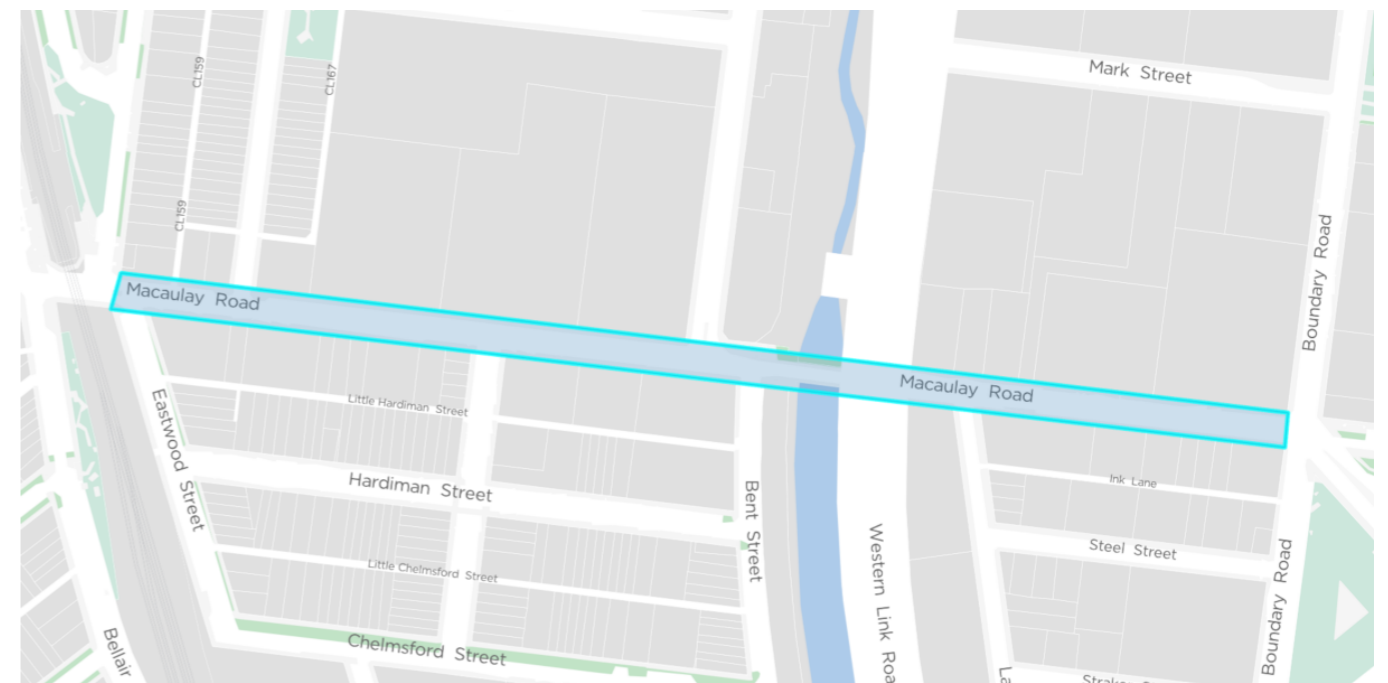 Mark Street
CL159
CL167
CL159
Boundary Road
Macaulay Road
Macaulay Road
Little Hardiman Street
Eastwood Street
Hardiman Street
Ink Lane
Bent Street
Steel Street
Western Link Roa
Little Chelmsford Street
Boundary Road
Bellair
Chelmsford Street
La